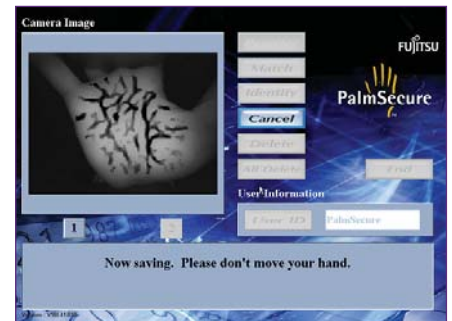 Camera Image
FUJITSU
Match
Identify
PalmSecure
Cancel
Delete
All Delete
End
User Information
User ID
PalmSecure
1
2
Now saving. Please don't move your hand.